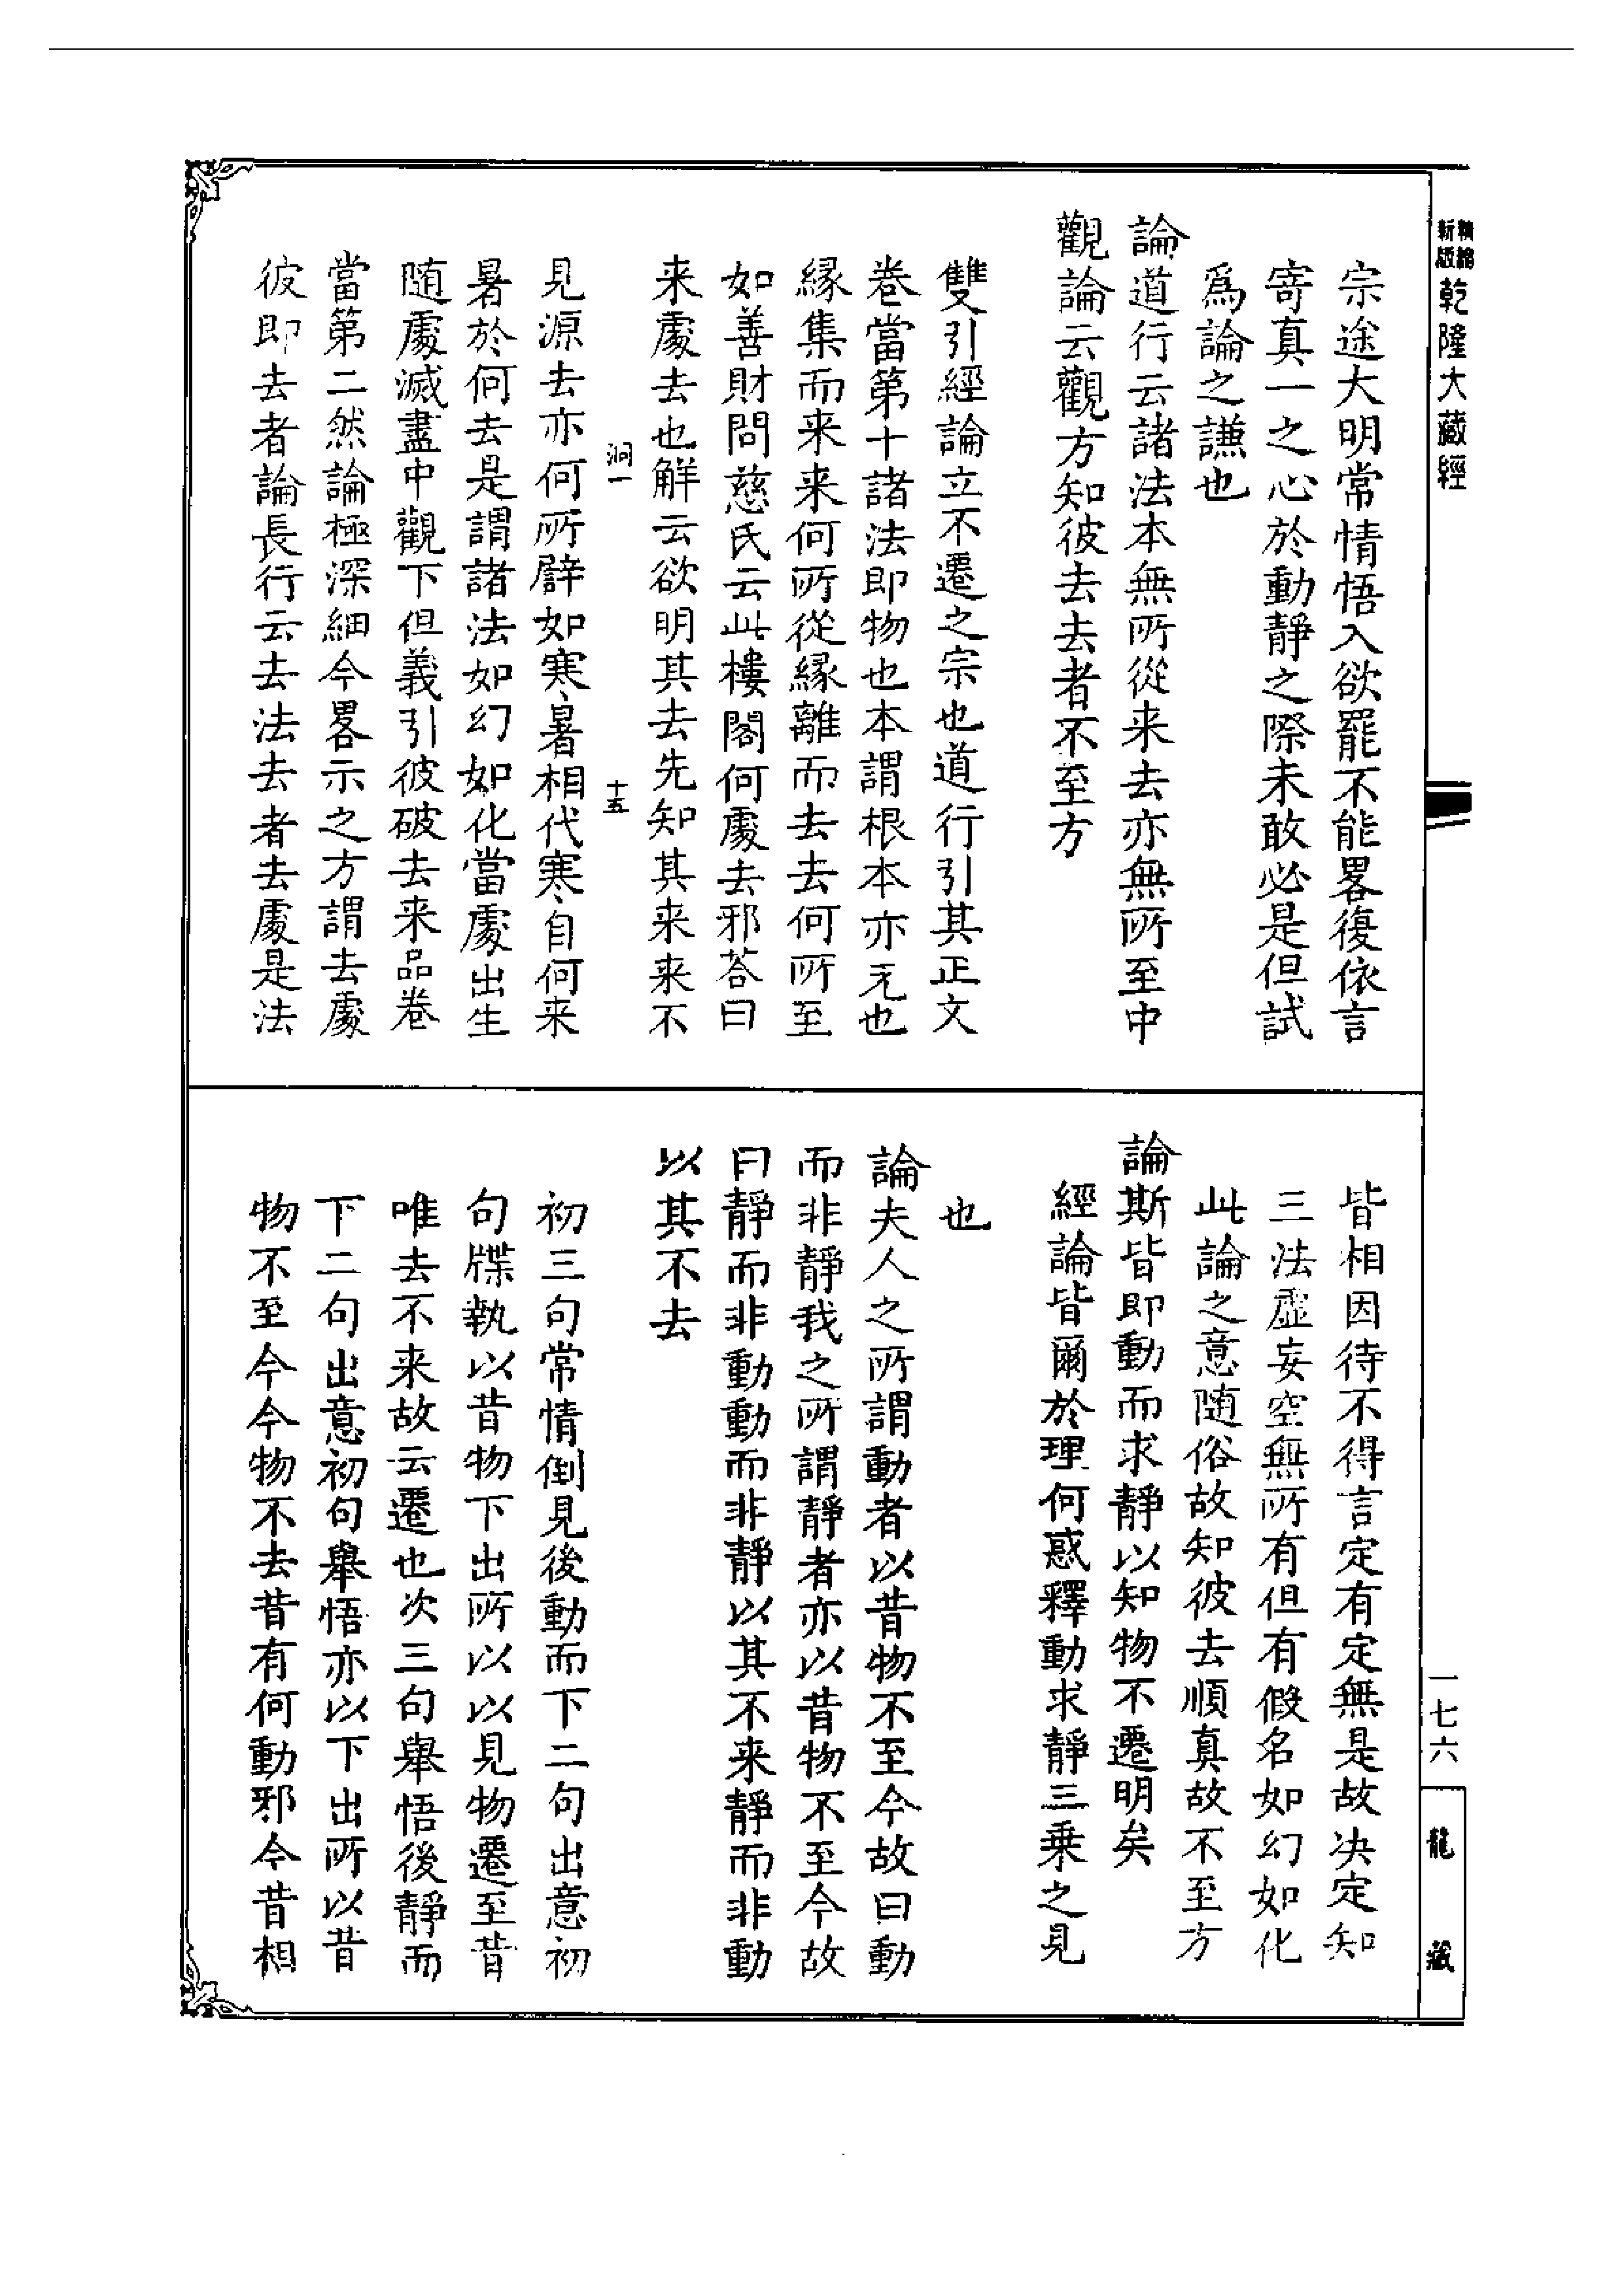 新版精縮乾隆大藏經
宗途大明常情悟入欲罷不能畧復依言
寄真一之心於動靜之際未敢必是但試
爲論之謙也
論道行云諸法本無所從来去亦無所至中
觀論云觀方知彼去去者不至方
雙引經論立不遷之宗也道行引其正文
卷當第十諸法即物也本謂根本亦无也
緣集而来来何所從緣離而去去何所至
如善財問慈氏云此樓閣何處去邪荅曰
来處去也解云欲明其去先知其来来不
洞一 十五
見源去亦何所辟如寒暑相代寒自何来
暑於何去是謂諸法如幻如化當處出生
隨處滅盡中觀下但義引彼破去来品卷
當第二然論極深細今畧示之方謂去處
彼即去者論長行云去法去者去處是法
皆相因待不得言定有定無是故决定知
三法虛妄空無所有但有假名如幻如化
此論之意隨俗故知彼去順真故不至方
論斯皆即動而求靜以知物不遷明矣
經論皆爾於理何惑釋動求靜三乗之見
也
論夫人之所謂動者以昔物不至今故曰動
而非靜我之所謂靜者亦以昔物不至今故
曰靜而非動動而非靜以其不来靜而非動
以其不去
初三句常情倒見後動而下二句出意初
句牒執以昔物下出所以以見物遷至昔
唯去不来故云遷也次三句舉悟後靜而
下二句出意初句舉悟亦以下出所以昔
物不至今今物不去昔有何動邪今昔相
一七六
龍藏